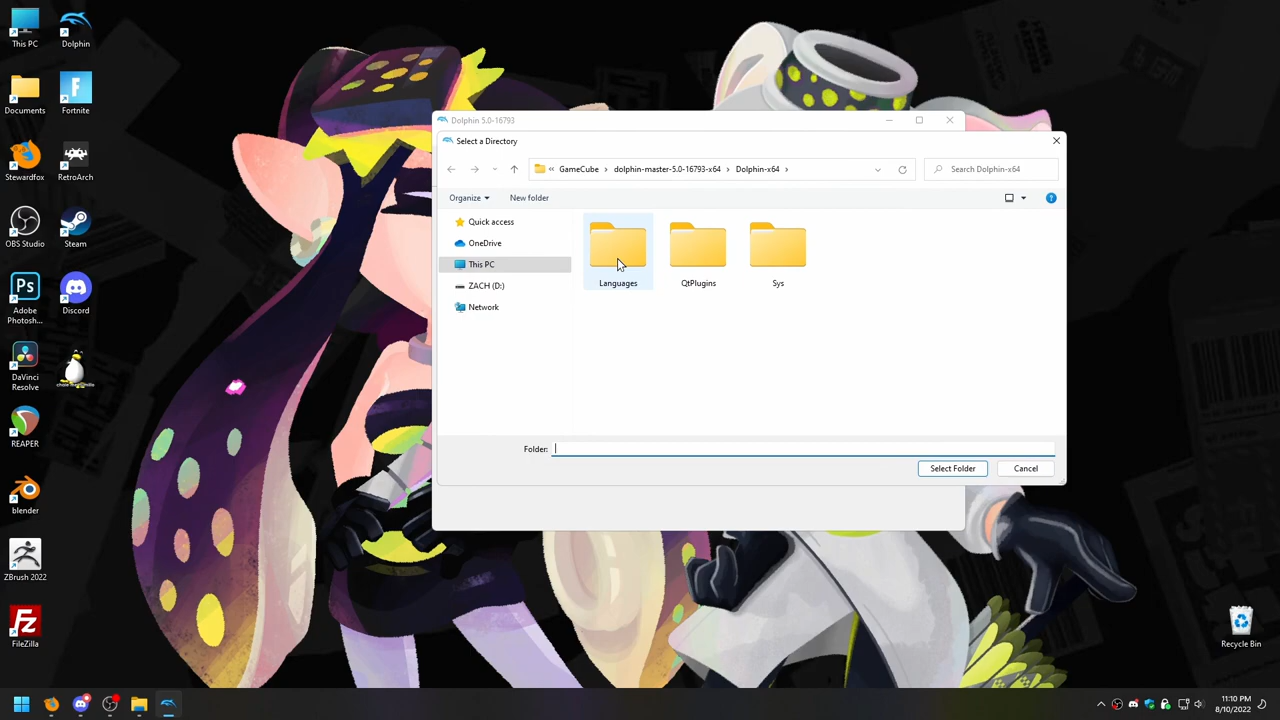 This PC
Dolphin
Documents
Fortnite
Stewardfox
RetroArch
OBS Studio
Steam
Adobe
Photosh...
Discord
DaVinci
Resolve
REAPER
blender
ZBrush 2022
FileZilla
Dolphin 5.0-16793
Select a Directory
« GameCube > dolphin-master-5.0-16793-x64 > Dolphin-x64 >
Search Dolphin-x64
Organize
New folder
Quick access
OneDrive
This PC
ZACH (D:)
Network
Languages
QtPlugins
Sys
Folder:
Select Folder
Cancel
Recycle Bin
11:10 PM
8/10/2022